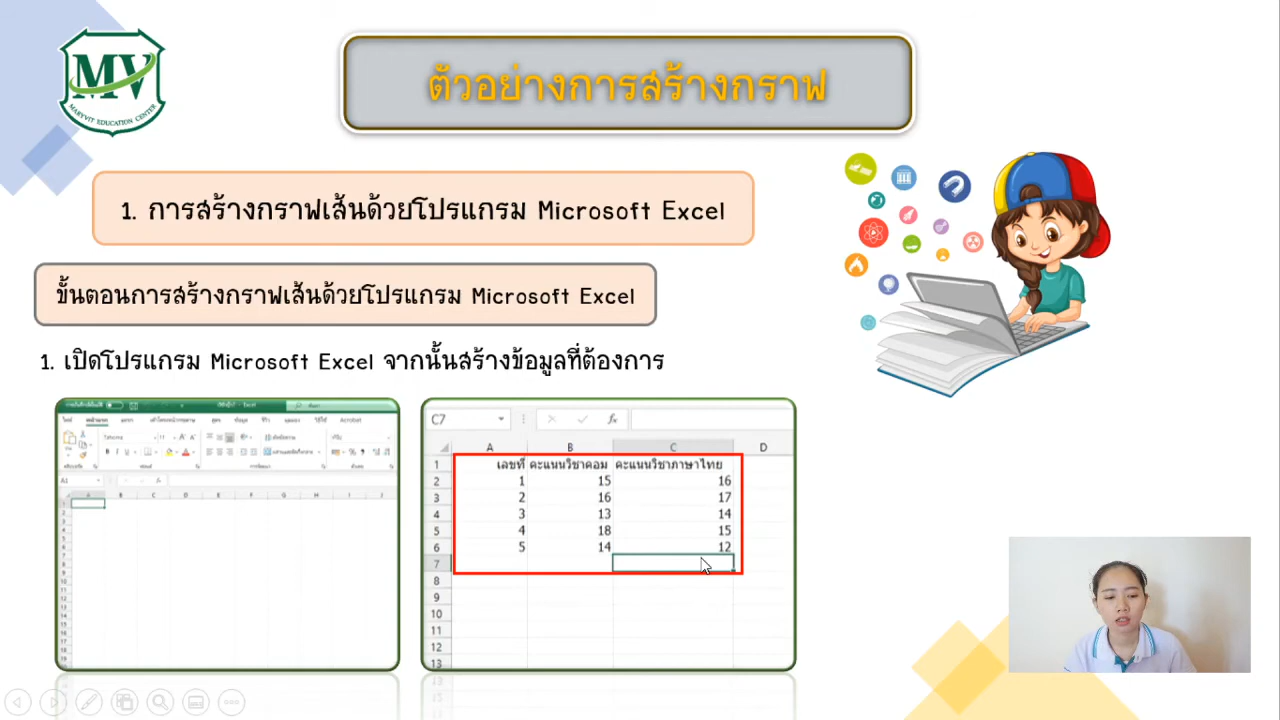 MV
MARYVIT EDUCATION CENTER
ตัวอย่างการสร้างกราฟ
1. การสร้างกราฟเส้นด้วยโปรแกรม Microsoft Excel
ขั้นตอนการสร้างกราฟเส้นด้วยโปรแกรม Microsoft Excel
1. เปิดโปรแกรม Microsoft Excel จากนั้นสร้างข้อมูลที่ต้องการ
Tahoma 11
A1
A B C D E F G H I J
C7 fx
A B C D
1 เลขที่ คะแนนวิชาคอม คะแนนวิชาภาษาไทย
2 1 15 16
3 2 16 17
4 3 13 14
5 4 18 15
6 5 14 12
7
8
9
10
11
12
13